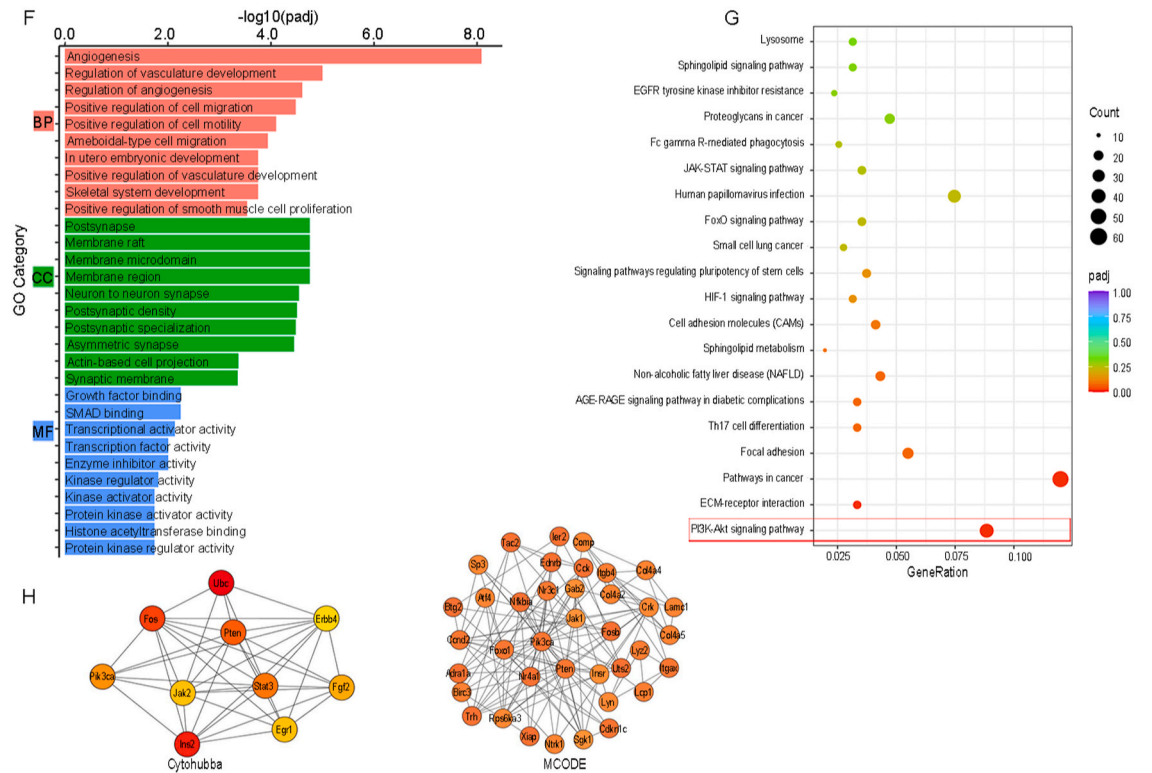 F
-log10(padj)
0.0 2.0 4.0 6.0 8.0
GO Category
BP
Angiogenesis
Regulation of vasculature development
Regulation of angiogenesis
Positive regulation of cell migration
Positive regulation of cell motility
Ameboidal-type cell migration
In utero embryonic development
Positive regulation of vasculature development
Skeletal system development
Positive regulation of smooth muscle cell proliferation
CC
Postsynapse
Membrane raft
Membrane microdomain
Membrane region
Neuron to neuron synapse
Postsynaptic density
Postsynaptic specialization
Asymmetric synapse
Actin-based cell projection
Synaptic membrane
MF
Growth factor binding
SMAD binding
Transcriptional activator activity
Transcription factor activity
Enzyme inhibitor activity
Kinase regulator activity
Kinase activator activity
Protein kinase activator activity
Histone acetyltransferase binding
Protein kinase regulator activity
G
Lysosome
Sphingolipid signaling pathway
EGFR tyrosine kinase inhibitor resistance
Proteoglycans in cancer
Fc gamma R-mediated phagocytosis
JAK-STAT signaling pathway
Human papillomavirus infection
FoxO signaling pathway
Small cell lung cancer
Signaling pathways regulating pluripotency of stem cells
HIF-1 signaling pathway
Cell adhesion molecules (CAMs)
Sphingolipid metabolism
Non-alcoholic fatty liver disease (NAFLD)
AGE-RAGE signaling pathway in diabetic complications
Th17 cell differentiation
Focal adhesion
Pathways in cancer
ECM-receptor interaction
PI3K-Akt signaling pathway
0.025 0.050 0.075 0.100
GeneRation
Count
10
20
30
40
50
60
padj
1.00
0.75
0.50
0.25
0.00
H
Ubc
Fos
Erbb4
Pten
Pik3ca
Jak2
Stat3
Fgf2
Egr1
Ins2
Cytohubba
Ier2
Tac2
Comp
Sp3
Ednrb
Cck
Itgb4
Col4a4
Atf4
Nr3c1
Gab2
Col4a2
Btg2
Nfkbia
Crk
Lamc1
Jak1
Ccnd2
Pik3ca
Fosb
Col4a5
Foxo1
Lyz2
Adra1a
Nr4a1
Pten
Insr
Uts2
Itgax
Birc3
Lcp1
Lyn
Trh
Rps6ka3
Xiap
Ntrk1
Sgk1
Cdkn1c
MCODE